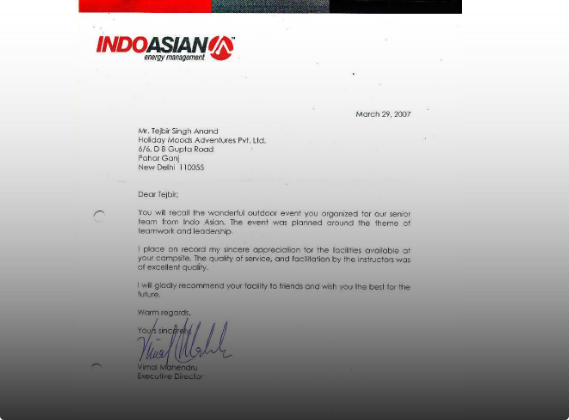 INDOASIAN
energy management
March 29, 2007
Mr. Tejbir Singh Anand
Holiday Moods Adventures Pvt. Ltd.
6/6, D B Gupta Road
Pahar Ganj
New Delhi 110055
Dear Tejbir,
You will recall the wonderful outdoor event you organized for our senior
team from Indo Asian. The event was planned around the theme of
teamwork and leadership.
I place on record my sincere appreciation for the facilities available at
your campsite. The quality of service, and facilitation by the instructors was
of excellent quality.
I will gladly recommend your facility to friends and wish you the best for the
future.
Warm regards,
Yours sincerely
Vimal Mahendru
Executive Director